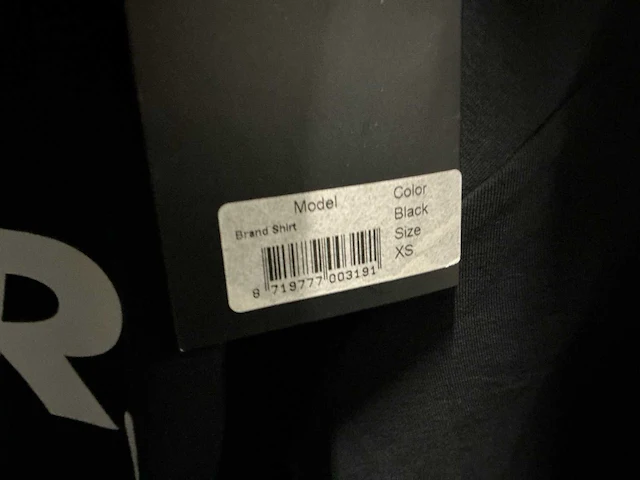 Model
Brand Shirt
8 719777 003191
Color
Black
Size
XS
R